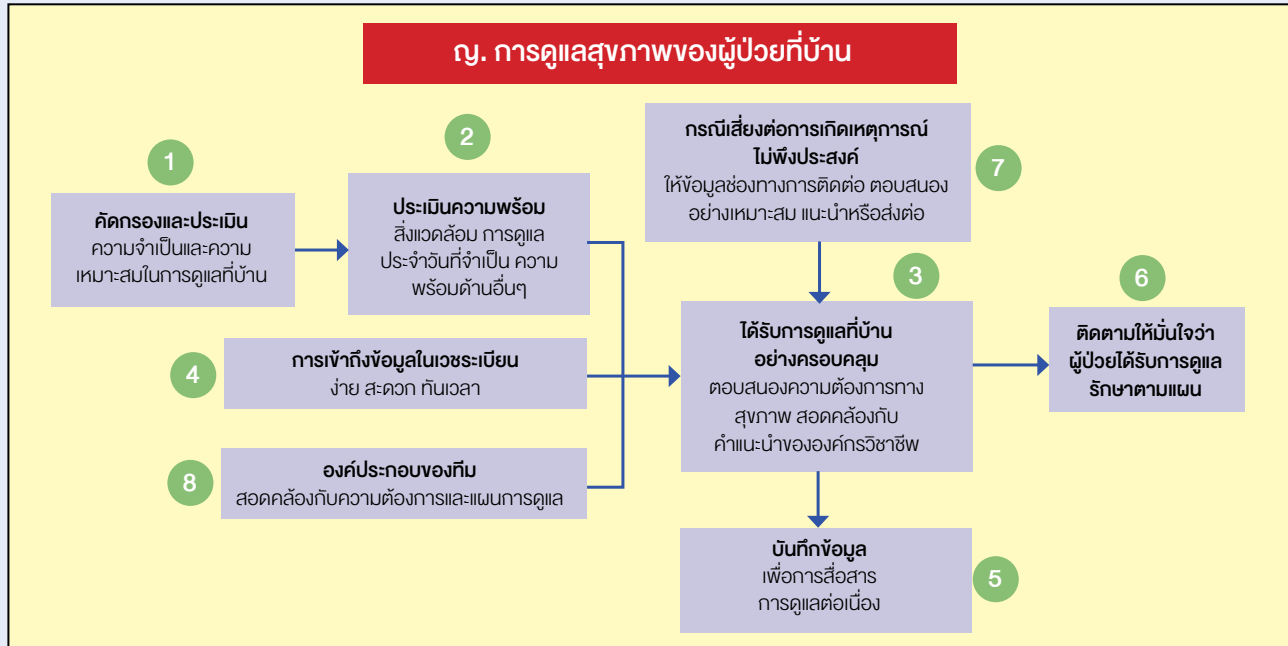 ญ. การดูแลสุขภาพของผู้ป่วยที่บ้าน
1
คัดกรองและประเมิน
ความจำเป็นและความ
เหมาะสมในการดูแลที่บ้าน
2
ประเมินความพร้อม
สิ่งแวดล้อม การดูแล
ประจำวันที่จำเป็น ความ
พร้อมด้านอื่นๆ
กรณีเสี่ยงต่อการเกิดเหตุการณ์
ไม่พึงประสงค์
ให้ข้อมูลช่องทางการติดต่อ ตอบสนอง
อย่างเหมาะสม แนะนำหรือส่งต่อ
7
3
ได้รับการดูแลที่บ้าน
อย่างครอบคลุม
ตอบสนองความต้องการทาง
สุขภาพ สอดคล้องกับ
คำแนะนำขององค์กรวิชาชีพ
6
ติดตามให้มั่นใจว่า
ผู้ป่วยได้รับการดูแล
รักษาตามแผน
4
การเข้าถึงข้อมูลในเวชระเบียน
ง่าย สะดวก ทันเวลา
8
องค์ประกอบของทีม
สอดคล้องกับความต้องการและแผนการดูแล
บันทึกข้อมูล
เพื่อการสื่อสาร
การดูแลต่อเนื่อง
5